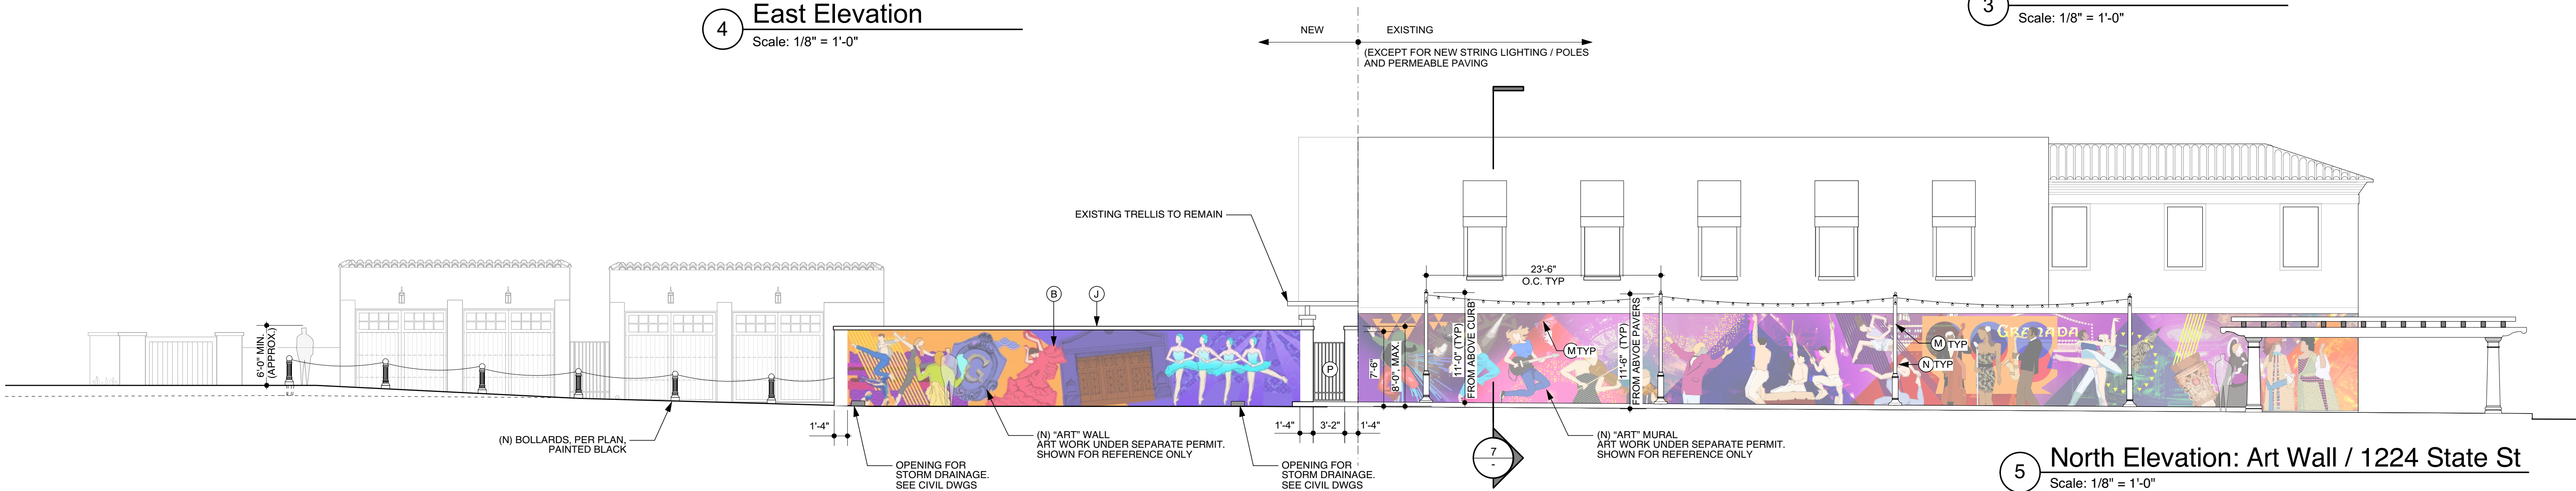 4
East Elevation
Scale: 1/8" = 1'-0"
3
Scale: 1/8" = 1'-0"
NEW
EXISTING
(EXCEPT FOR NEW STRING LIGHTING / POLES
AND PERMEABLE PAVING
EXISTING TRELLIS TO REMAIN
6'-0" MIN.
(APPROX)
B
J
P
23'-6"
O.C. TYP
7'-6"
8'-0" MAX.
11'-0" (TYP)
FROM ABOVE CURB
11'-6" (TYP)
FROM ABVOE PAVERS
M TYP
GRANADA
M TYP
N TYP
1'-4"
1'-4"
3'-2"
1'-4"
(N) BOLLARDS, PER PLAN,
PAINTED BLACK
OPENING FOR
STORM DRAINAGE.
SEE CIVIL DWGS
(N) "ART" WALL
ART WORK UNDER SEPARATE PERMIT.
SHOWN FOR REFERENCE ONLY
OPENING FOR
STORM DRAINAGE.
SEE CIVIL DWGS
7
-
(N) "ART" MURAL
ART WORK UNDER SEPARATE PERMIT.
SHOWN FOR REFERENCE ONLY
5
North Elevation: Art Wall / 1224 State St
Scale: 1/8" = 1'-0"